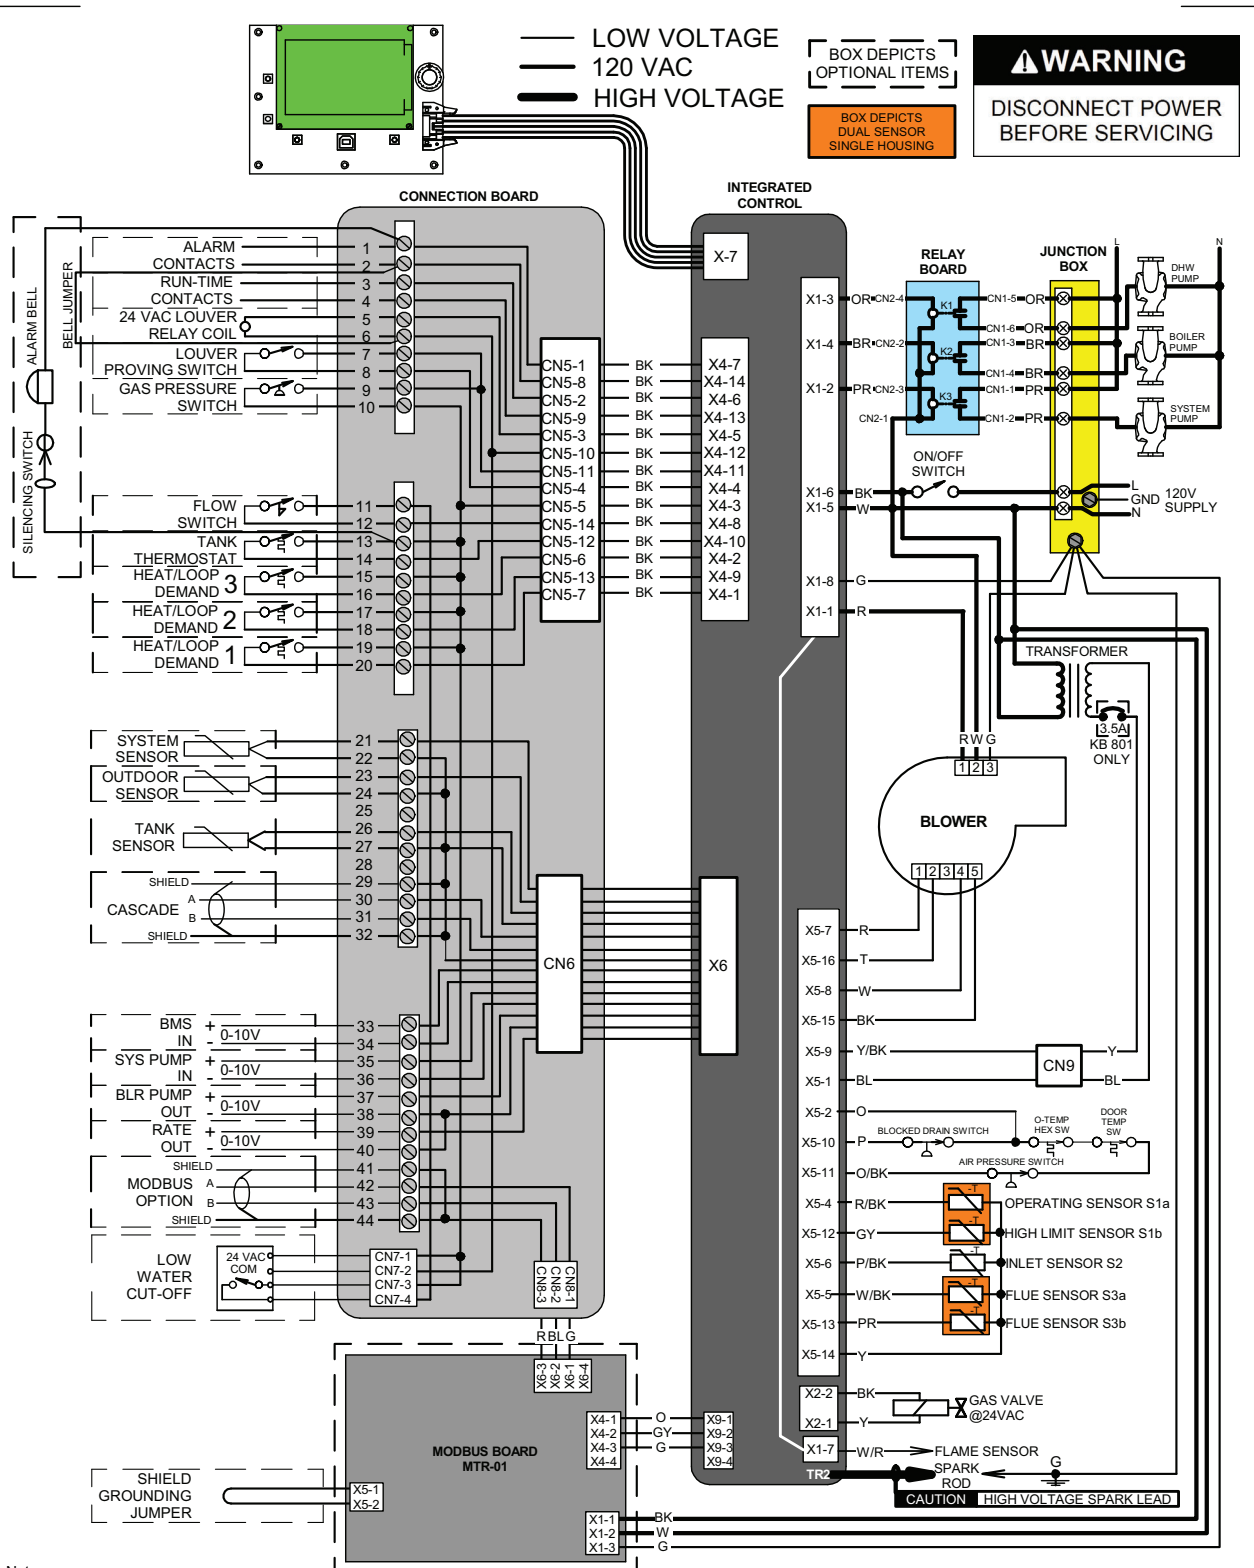 LOW VOLTAGE
120 VAC
HIGH VOLTAGE
BOX DEPICTS
OPTIONAL ITEMS
BOX DEPICTS
DUAL SENSOR
SINGLE HOUSING
WARNING
DISCONNECT POWER
BEFORE SERVICING
CONNECTION BOARD
INTEGRATED
CONTROL
X-7
RELAY
BOARD
JUNCTION
BOX
L
N
DHW
PUMP
BOILER
PUMP
SYSTEM
PUMP
ALARM BELL
BELL JUMPER
SILENCING SWITCH
ALARM
CONTACTS
RUN-TIME
CONTACTS
24 VAC LOUVER
RELAY COIL
LOUVER
PROVING SWITCH
GAS PRESSURE
SWITCH
1
2
3
4
5
6
7
8
9
10
FLOW
SWITCH
TANK
THERMOSTAT
HEAT/LOOP
DEMAND 3
HEAT/LOOP
DEMAND 2
HEAT/LOOP
DEMAND 1
11
12
13
14
15
16
17
18
19
20
CN5-1 BK X4-7
CN5-8 BK X4-14
CN5-2 BK X4-6
CN5-9 BK X4-13
CN5-3 BK X4-5
CN5-10 BK X4-12
CN5-11 BK X4-11
CN5-4 BK X4-4
CN5-5 BK X4-3
CN5-14 BK X4-8
CN5-12 BK X4-10
CN5-6 BK X4-2
CN5-13 BK X4-9
CN5-7 BK X4-1
X1-3 OR CN2-4 K1 CN1-5 OR
CN1-6 OR
X1-4 BR CN2-2 K2 CN1-3 BR
CN1-4 BR
X1-2 PR CN2-3 K3 CN1-1 PR
CN2-1 CN1-2 PR
ON/OFF
SWITCH
X1-6 BK
X1-5 W
L
GND
N
120V
SUPPLY
X1-8 G
X1-1 R
TRANSFORMER
3.5A
KB 801
ONLY
R W G
1 2 3
BLOWER
1 2 3 4 5
SYSTEM
SENSOR
OUTDOOR
SENSOR
TANK
SENSOR
SHIELD
A
CASCADE
B
SHIELD
21
22
23
24
25
26
27
28
29
30
31
32
CN6
X6
X5-7 R
X5-16 T
X5-8 W
X5-15 BK
X5-9 Y/BK
X5-1 BL
CN9
Y
BL
X5-2 O
X5-10 P BLOCKED DRAIN SWITCH
O-TEMP
HEX SW
DOOR
TEMP
SW
AIR PRESSURE SWITCH
X5-11 O/BK
X5-4 R/BK -T OPERATING SENSOR S1a
X5-12 GY -T HIGH LIMIT SENSOR S1b
X5-6 P/BK -T INLET SENSOR S2
X5-5 W/BK -T FLUE SENSOR S3a
X5-13 PR -T FLUE SENSOR S3b
X5-14 Y
X2-2 BK
X2-1 Y
GAS VALVE
@24VAC
X1-7 W/R FLAME SENSOR
TR2 SPARK
ROD
G
CAUTION HIGH VOLTAGE SPARK LEAD
BMS +
IN - 0-10V
SYS PUMP +
IN - 0-10V
BLR PUMP +
OUT - 0-10V
RATE +
OUT - 0-10V
SHIELD
MODBUS A
OPTION B
SHIELD
33
34
35
36
37
38
39
40
41
42
43
44
LOW
WATER
CUT-OFF
24 VAC
COM
CN7-1
CN7-2
CN7-3
CN7-4
CN8-3
CN8-2
CN8-1
R BL G
X6-3
X6-2
X6-1
X6-4
MODBUS BOARD
MTR-01
X4-1 O X9-1
X4-2 GY X9-2
X4-3 G X9-3
X4-4 X9-4
SHIELD
GROUNDING
JUMPER
X5-1
X5-2
X1-1 BK
X1-2 W
X1-3 G